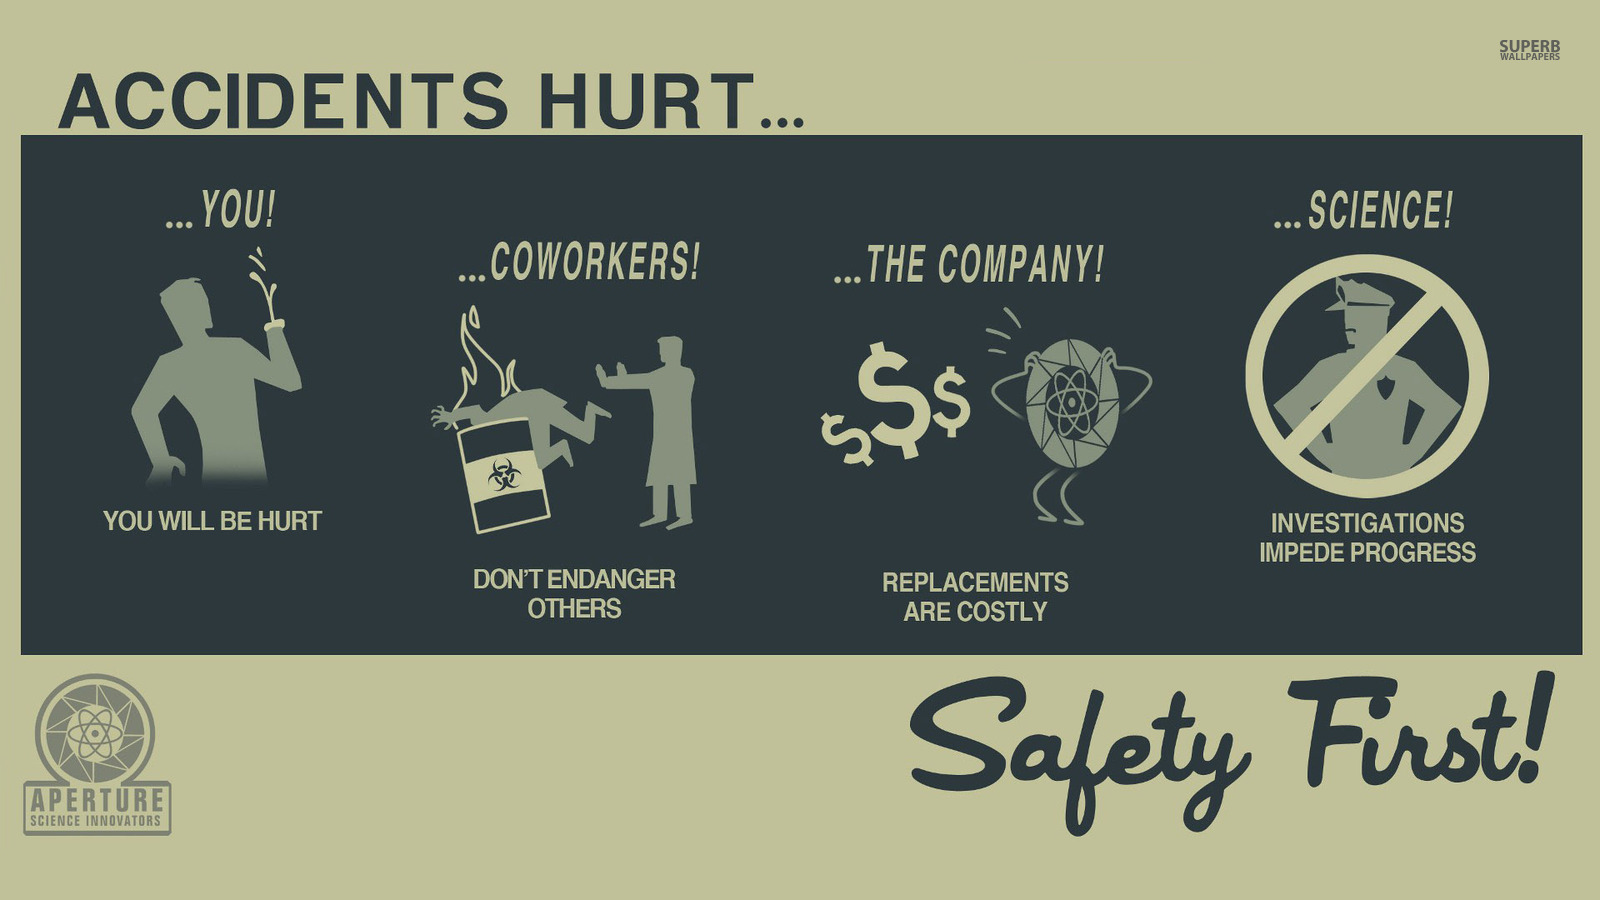 SUPERB
WALLPAPERS
ACCIDENTS HURT...
...YOU!
YOU WILL BE HURT
...COWORKERS!
DON'T ENDANGER
OTHERS
...THE COMPANY!
$$$
REPLACEMENTS
ARE COSTLY
...SCIENCE!
INVESTIGATIONS
IMPEDE PROGRESS
APERTURE
SCIENCE INNOVATORS
Safety First!